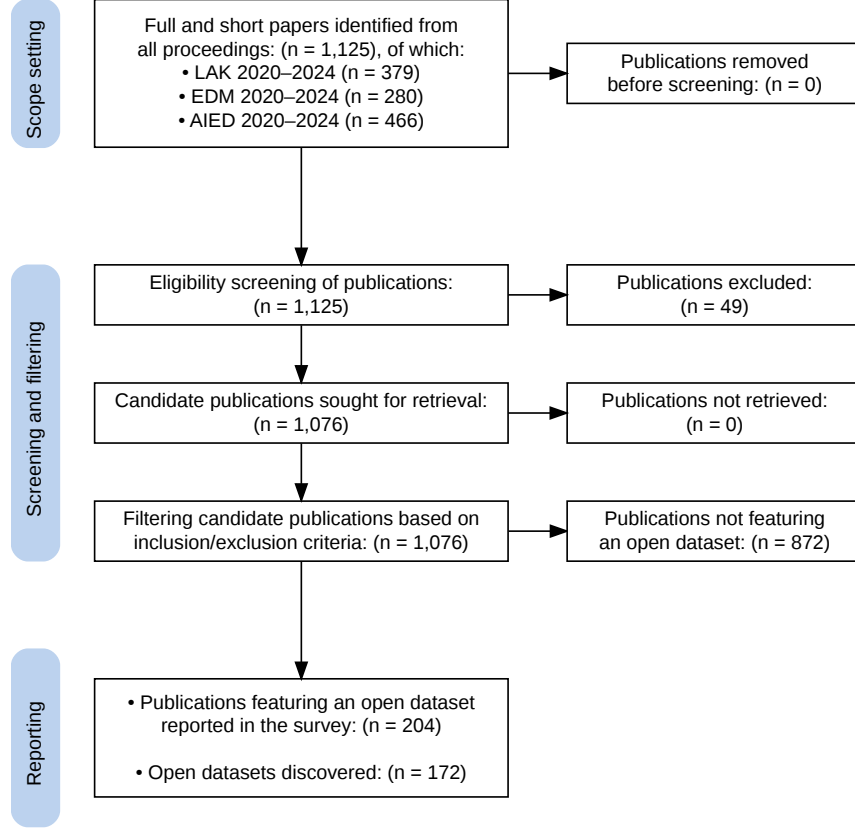 Scope setting
Full and short papers identified from
all proceedings: (n = 1,125), of which:
• LAK 2020–2024 (n = 379)
• EDM 2020–2024 (n = 280)
• AIED 2020–2024 (n = 466)
Publications removed
before screening: (n = 0)
Screening and filtering
Eligibility screening of publications:
(n = 1,125)
Publications excluded:
(n = 49)
Candidate publications sought for retrieval:
(n = 1,076)
Publications not retrieved:
(n = 0)
Filtering candidate publications based on
inclusion/exclusion criteria: (n = 1,076)
Publications not featuring
an open dataset: (n = 872)
Reporting
• Publications featuring an open dataset
reported in the survey: (n = 204)
• Open datasets discovered: (n = 172)